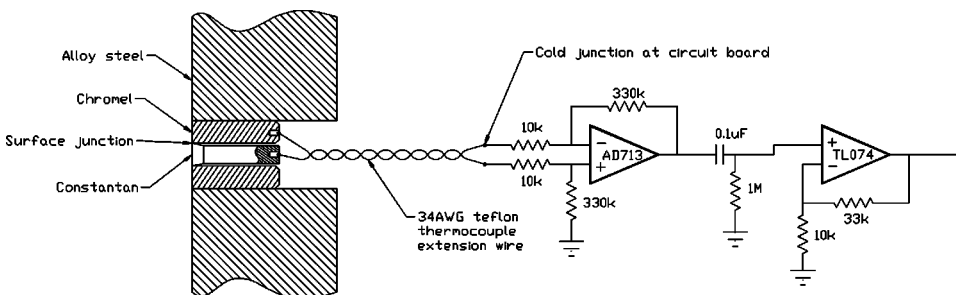 Alloy steel
Chromel
Surface junction
Constantan
34AWG teflon
thermocouple
extension wire
Cold junction at circuit board
10k
10k
330k
330k
−
+
AD713
0.1uF
1M
+
−
TL074
33k
10k